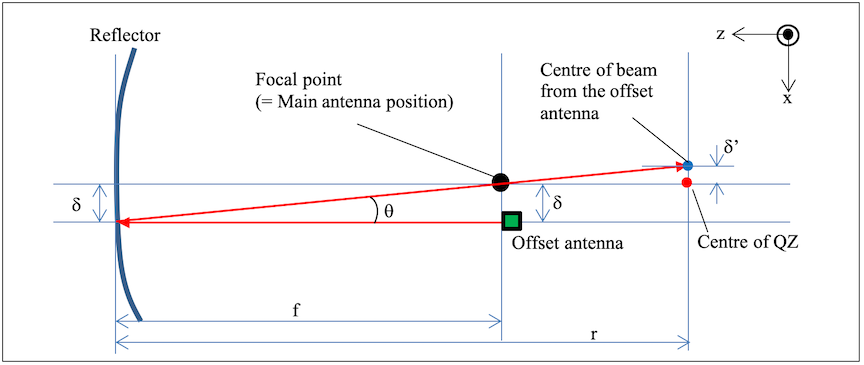 Reflector
Focal point
(= Main antenna position)
Centre of beam
from the offset
antenna
z
x
δ’
δ
θ
δ
Offset antenna
Centre of QZ
f
r